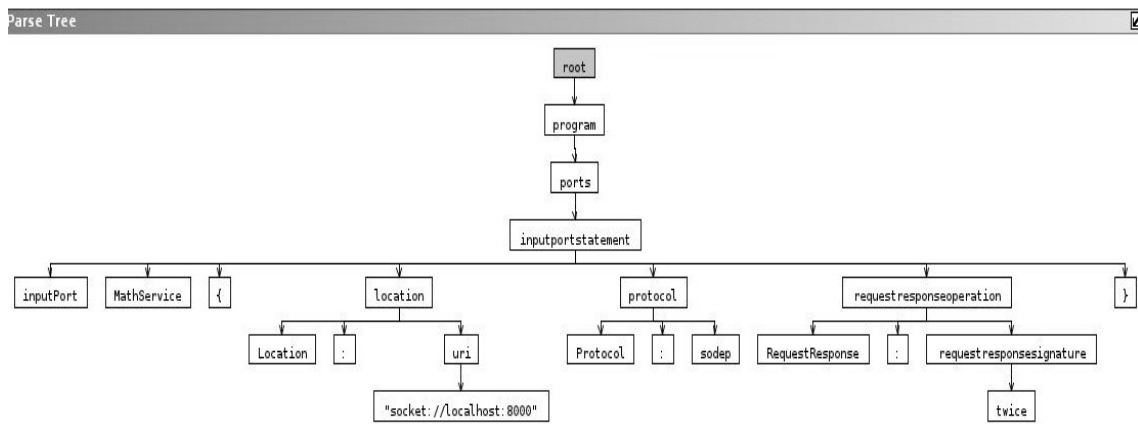 Parse Tree
root
program
ports
inputportstatement
inputPort MathService { location protocol requestresponseoperation }
Location : uri Protocol : sodep RequestResponse : requestresponsesignature
"socket://localhost:8000" twice